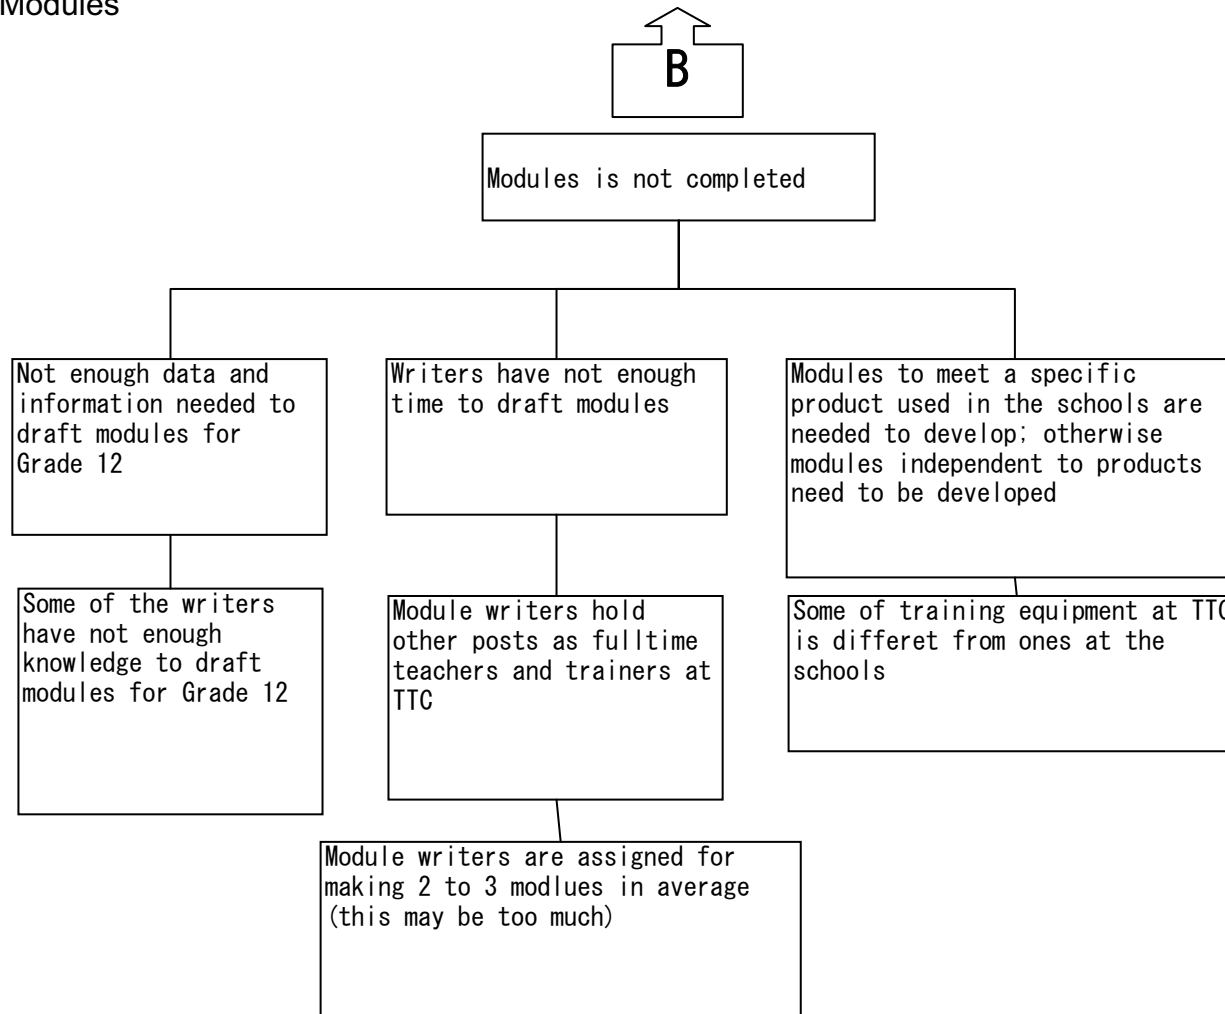 Modules
B
Modules is not completed
Not enough data and
information needed to
draft modules for
Grade 12
Writers have not enough
time to draft modules
Modules to meet a specific
product used in the schools are
needed to develop; otherwise
modules independent to products
need to be developed
Some of the writers
have not enough
knowledge to draft
modules for Grade 12
Module writers hold
other posts as fulltime
teachers and trainers at
TTC
Some of training equipment at TTC
is differet from ones at the
schools
Module writers are assigned for
making 2 to 3 modlues in average
(this may be too much)